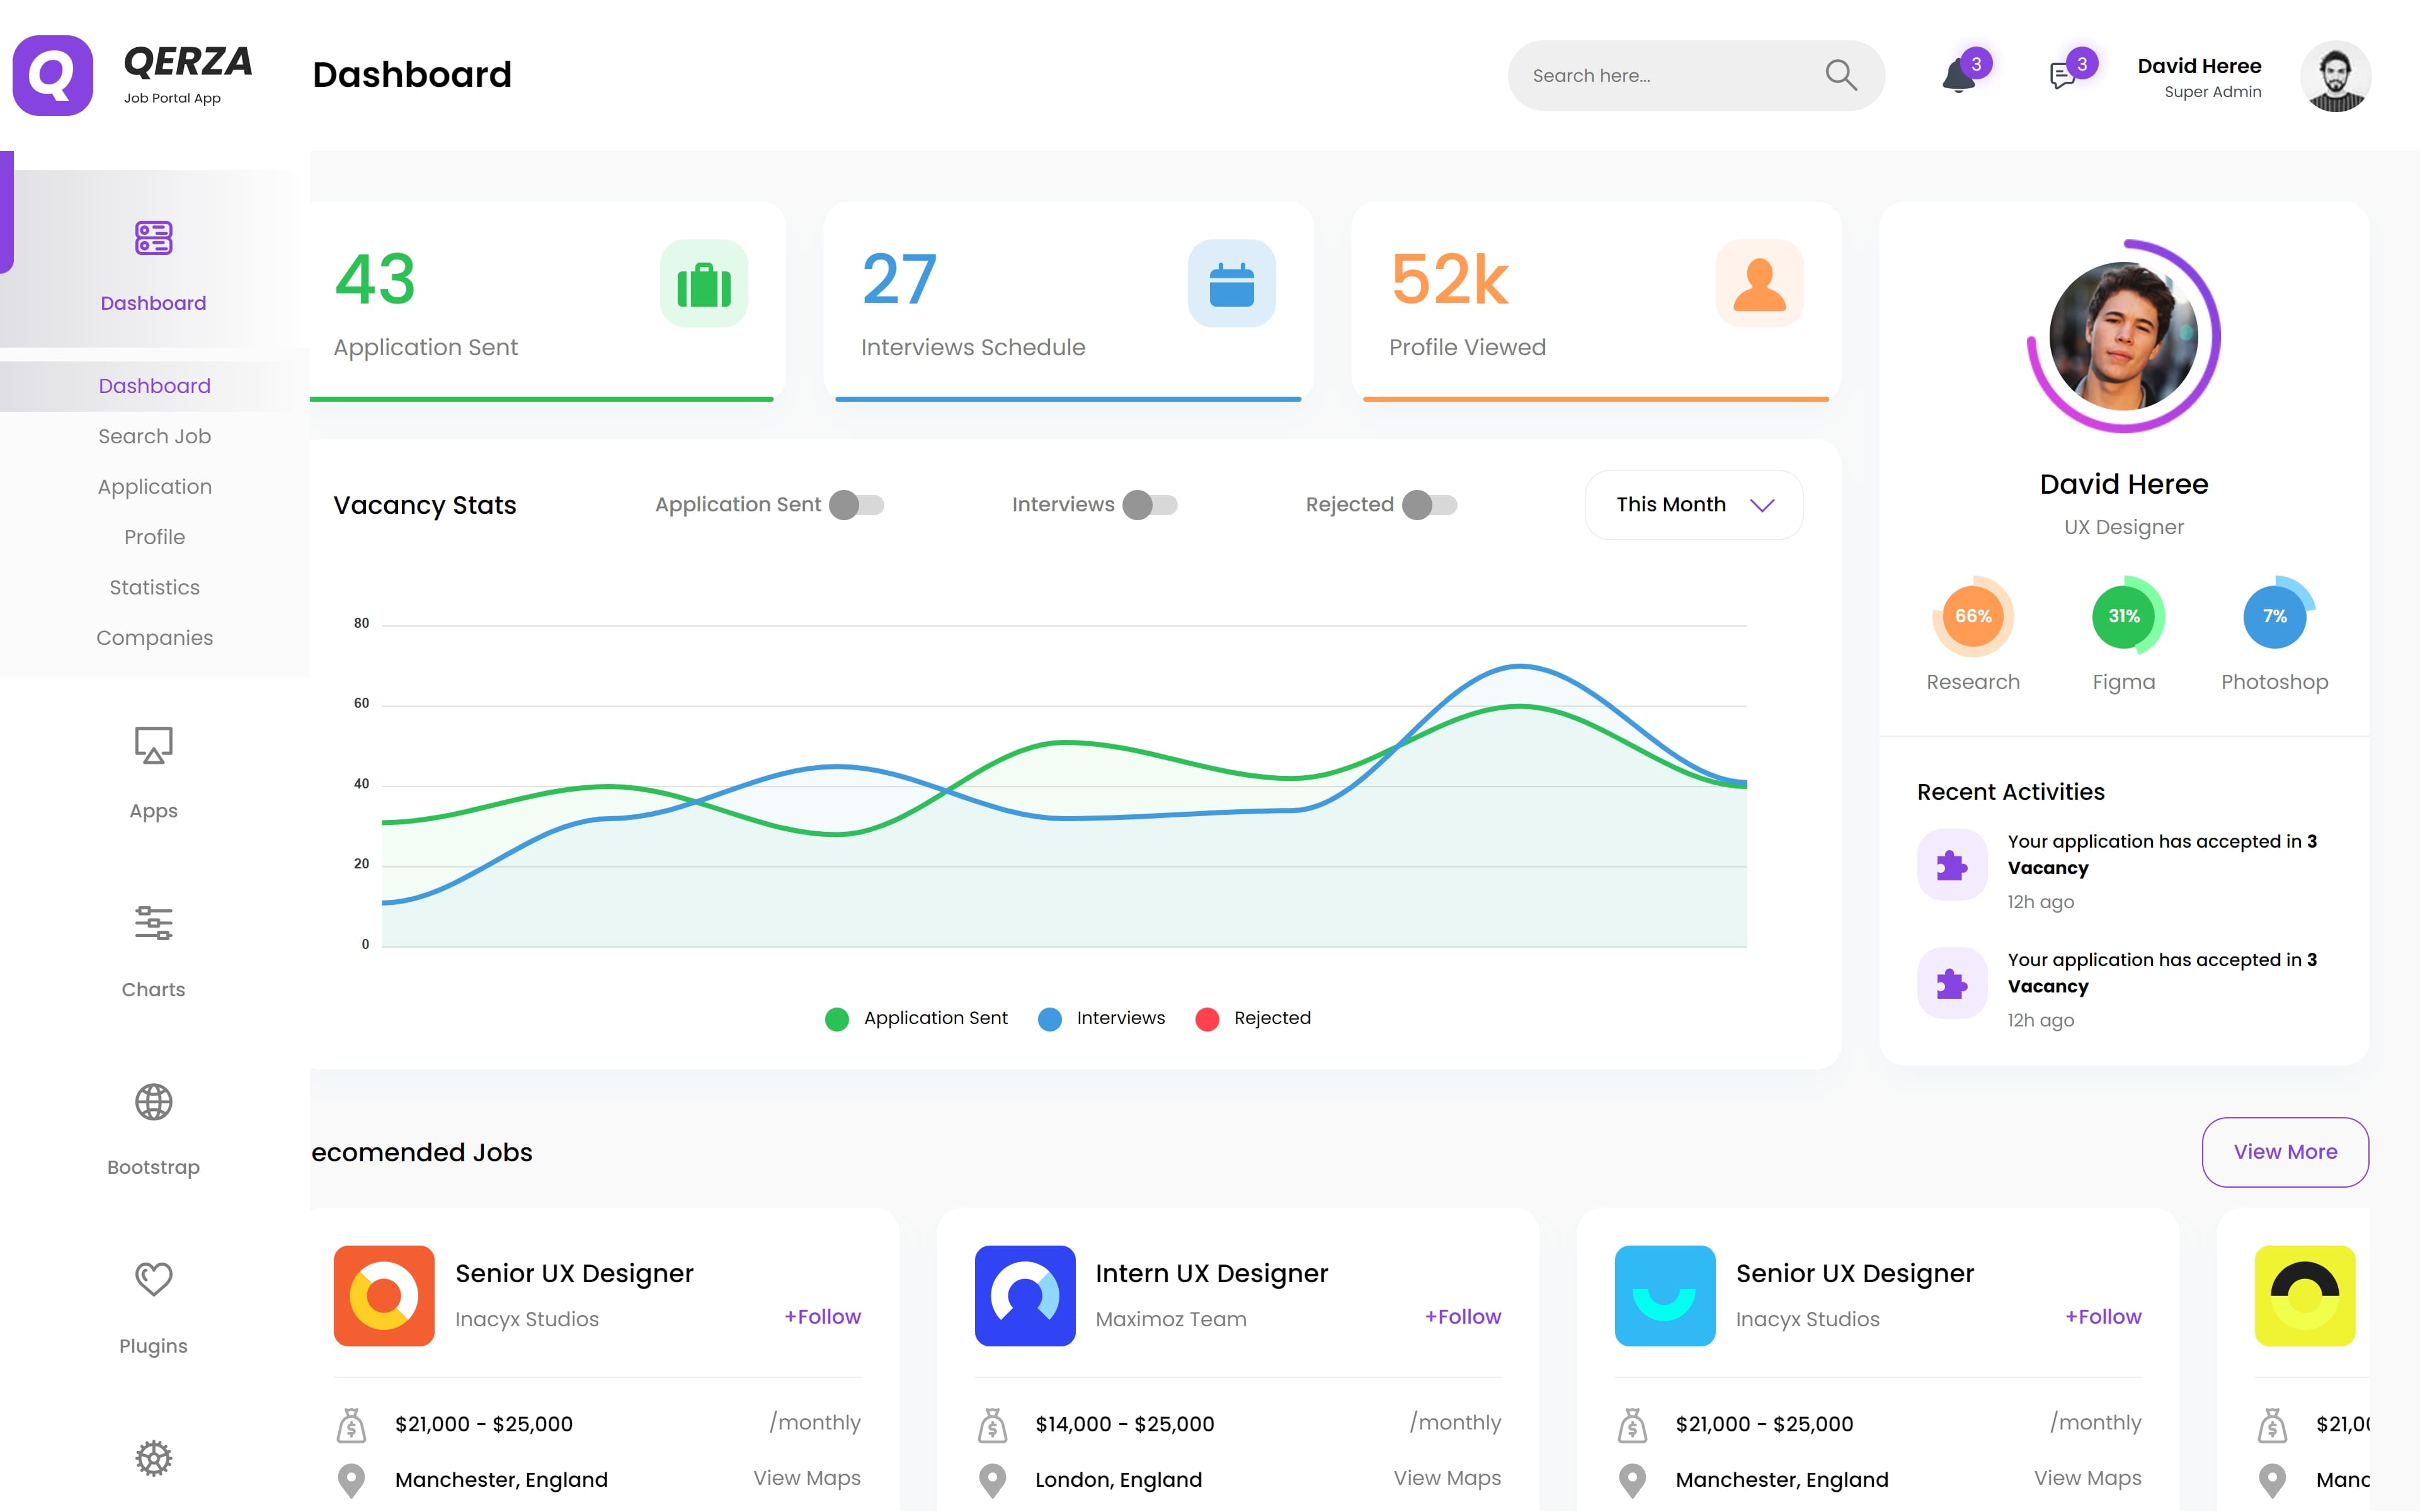 Q
QERZA
Job Portal App
Dashboard
Search here...
3
3
David Heree
Super Admin
Dashboard
Dashboard
Search Job
Application
Profile
Statistics
Companies
Apps
Charts
Bootstrap
Plugins
43
Application Sent
27
Interviews Schedule
52k
Profile Viewed
Vacancy Stats
Application Sent
Interviews
Rejected
This Month
80
60
40
20
0
Application Sent
Interviews
Rejected
David Heree
UX Designer
66%
31%
7%
Research
Figma
Photoshop
Recent Activities
Your application has accepted in 3
Vacancy
12h ago
Your application has accepted in 3
Vacancy
12h ago
ecomended Jobs
View More
Senior UX Designer
Inacyx Studios
+Follow
$21,000 - $25,000
/monthly
Manchester, England
View Maps
Intern UX Designer
Maximoz Team
+Follow
$14,000 - $25,000
/monthly
London, England
View Maps
Senior UX Designer
Inacyx Studios
+Follow
$21,000 - $25,000
/monthly
Manchester, England
View Maps